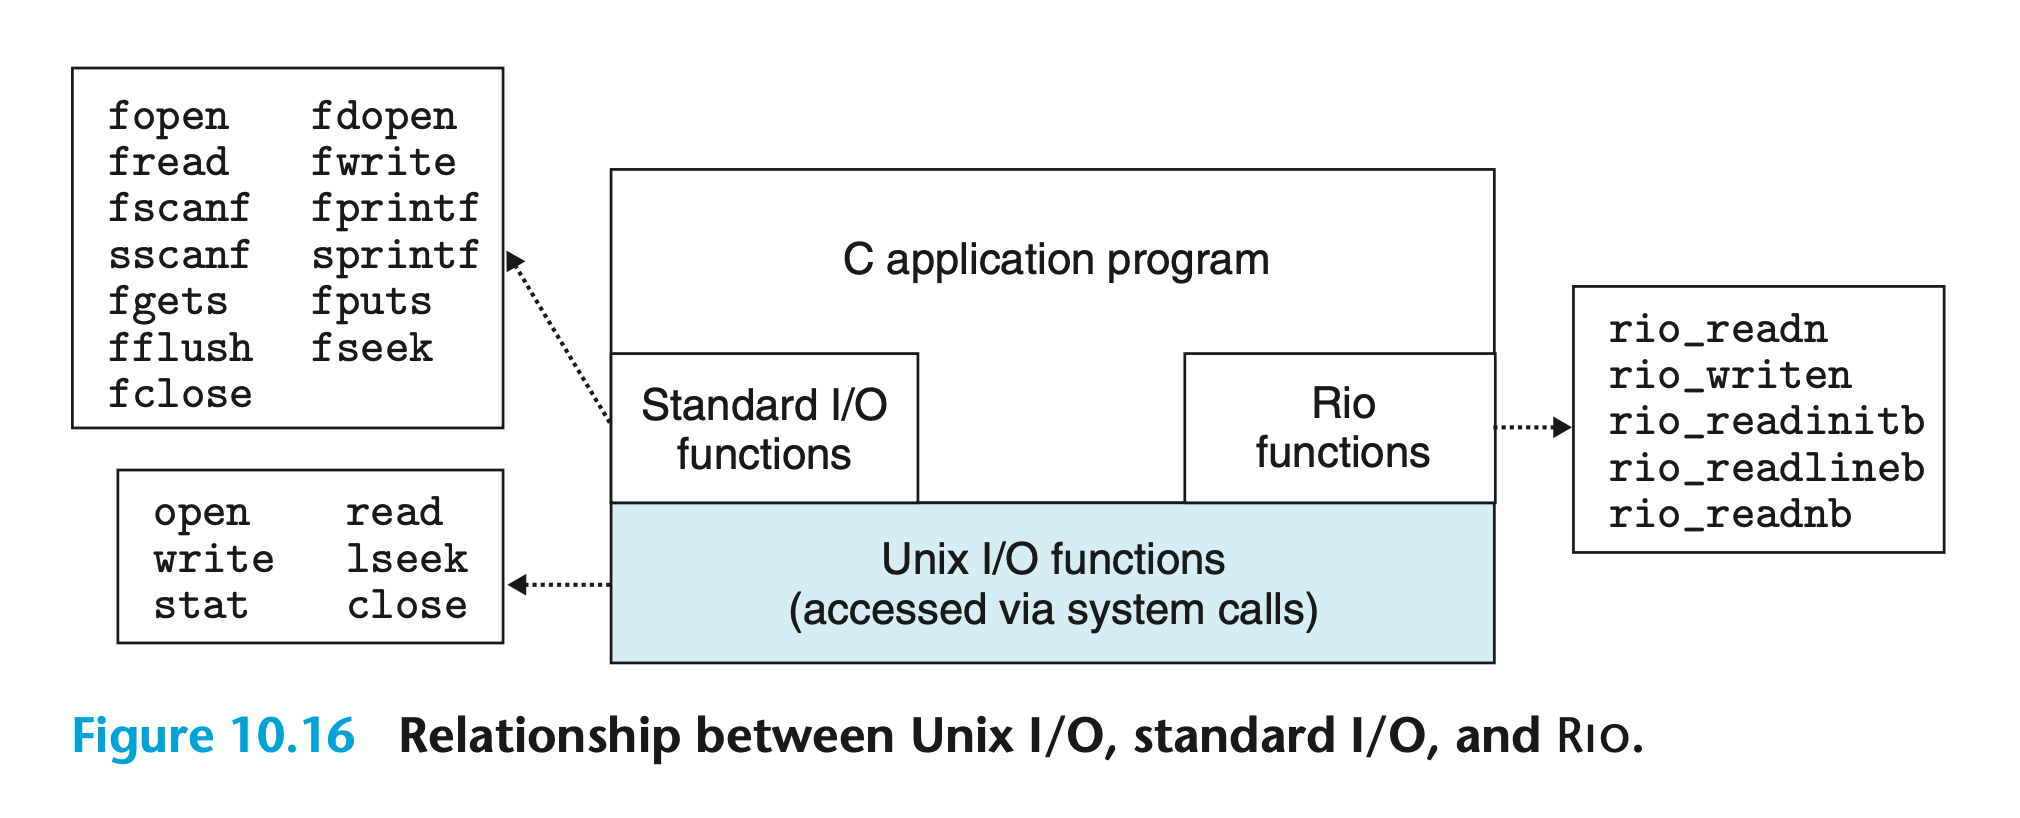 fopen fdopen
fread fwrite
fscanf fprintf
sscanf sprintf
fgets fputs
fflush fseek
fclose
C application program
Standard I/O
functions
Rio
functions
rio_readn
rio_writen
rio_readinitb
rio_readlineb
rio_readnb
open read
write lseek
stat close
Unix I/O functions
(accessed via system calls)
Figure 10.16 Relationship between Unix I/O, standard I/O, and RIO.